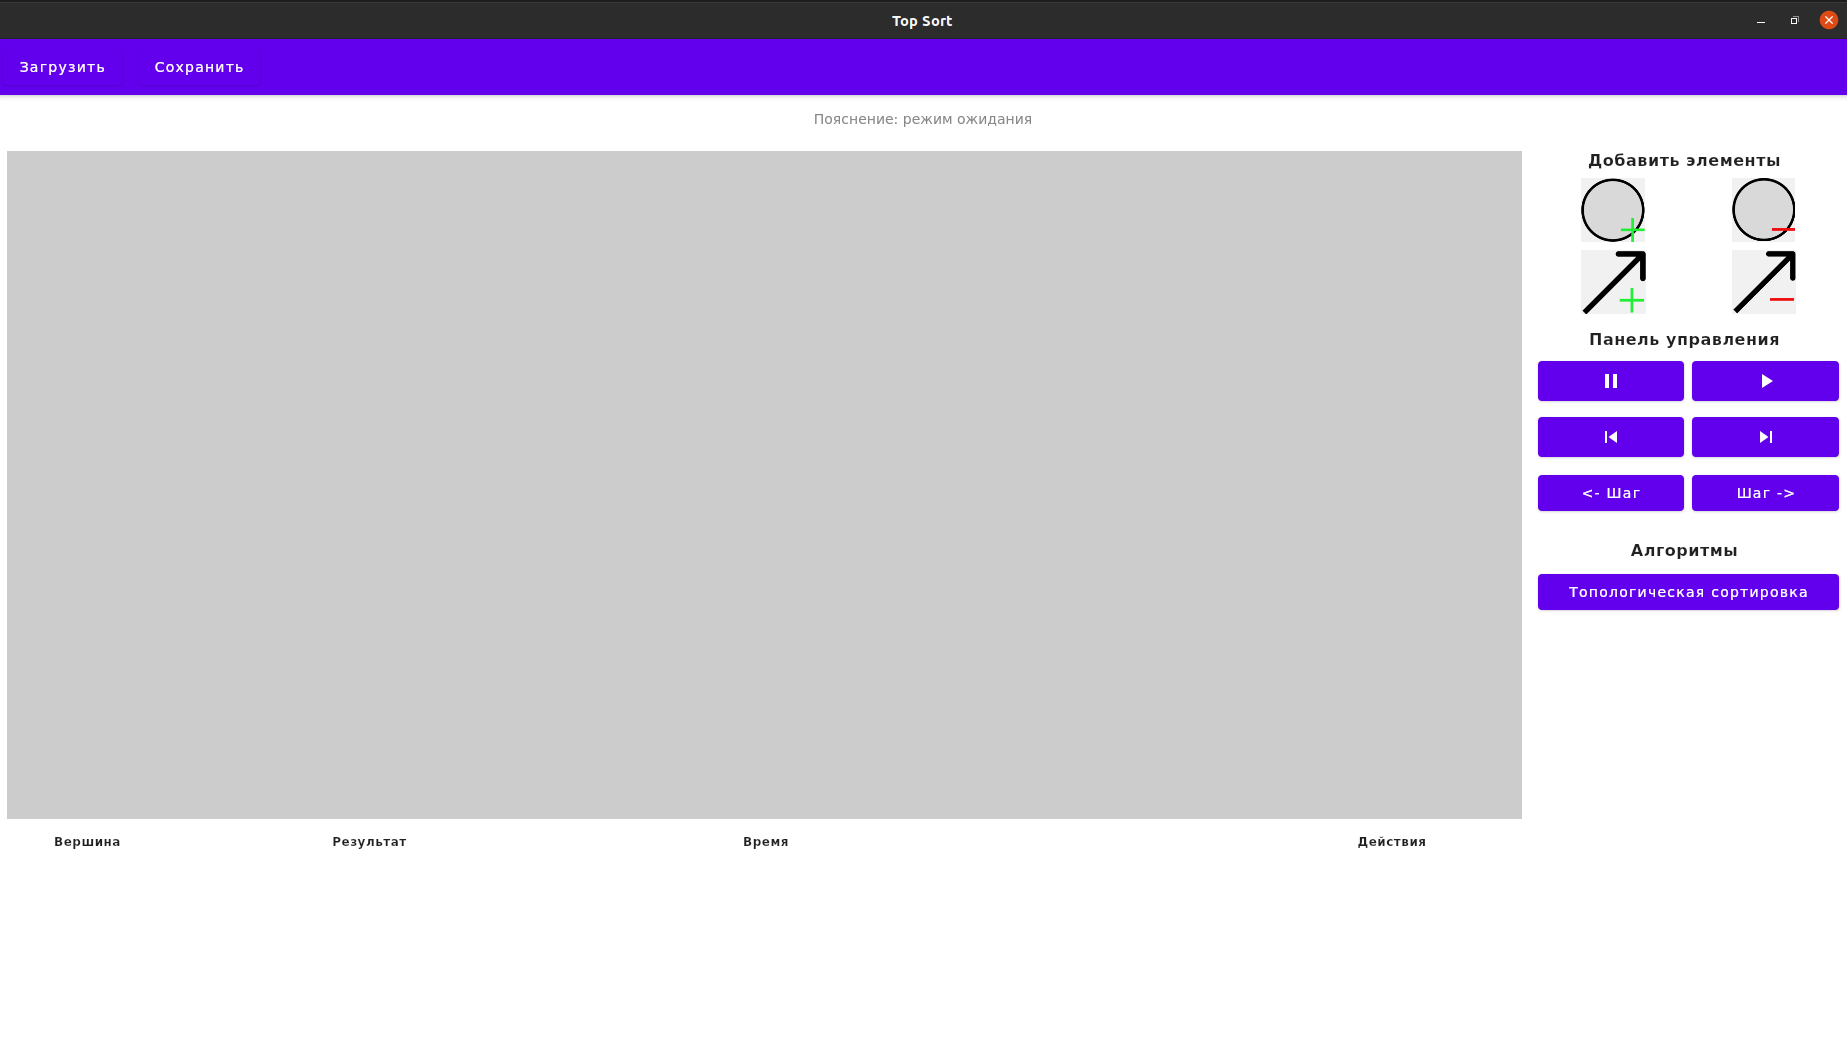 Top Sort
Загрузить Сохранить
Пояснение: режим ожидания
Добавить элементы
Панель управления
<- Шаг Шаг ->
Алгоритмы
Топологическая сортировка
Вершина Результат Время Действия